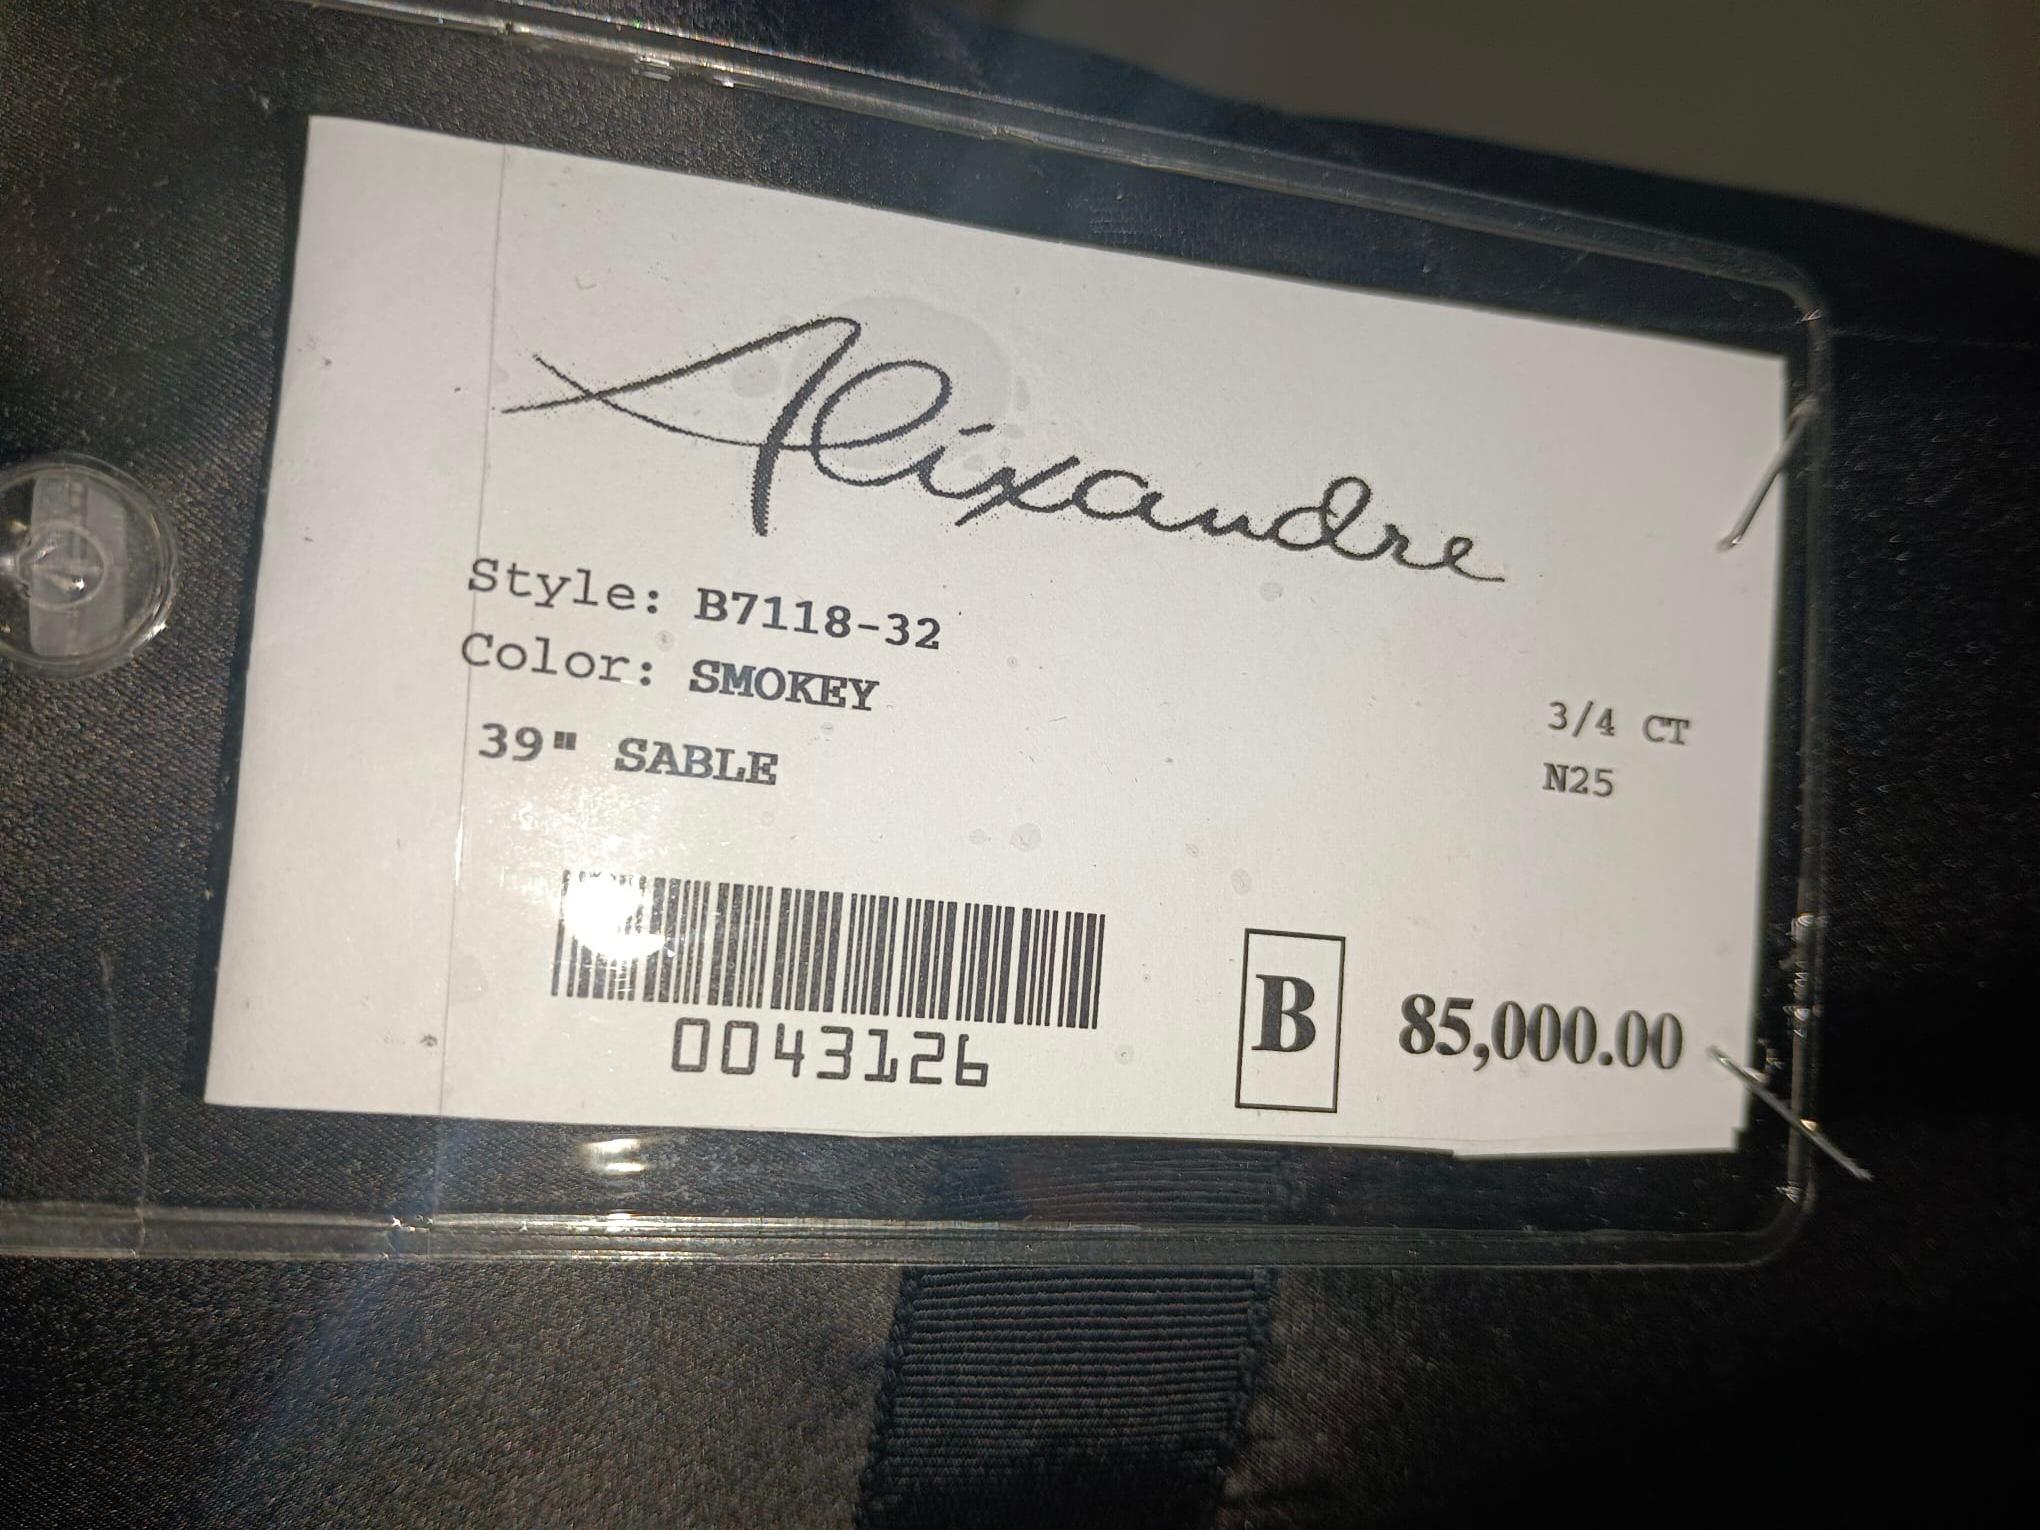 Alixandre
Style: B7118-32
Color: SMOKEY
39" SABLE
3/4 CT
N25
0043126
B 85,000.00